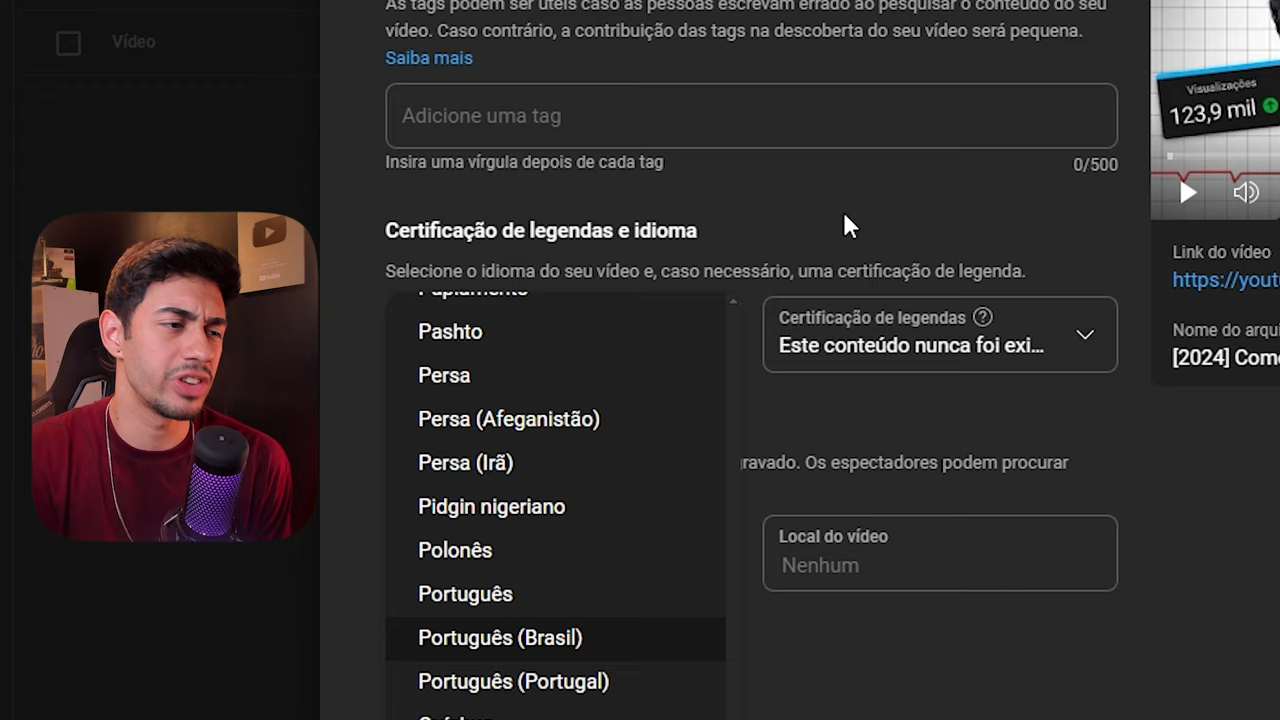 As tags podem ser úteis caso as pessoas escrevam errado ao pesquisar o conteúdo do seu
vídeo. Caso contrário, a contribuição das tags na descoberta do seu vídeo será pequena.
Saiba mais
Vídeo
Adicione uma tag
Insira uma vírgula depois de cada tag
0/500
Visualizações
123,9 mil
Certificação de legendas e idioma
Selecione o idioma do seu vídeo e, caso necessário, uma certificação de legenda.
Papiamento
Pashto
Persa
Persa (Afeganistão)
Persa (Irã)
Pidgin nigeriano
Polonês
Português
Português (Brasil)
Português (Portugal)
Certificação de legendas
Este conteúdo nunca foi exi...
ravado. Os espectadores podem procurar
Local do vídeo
Nenhum
Link do vídeo
https://yout
Nome do arqui
[2024] Com